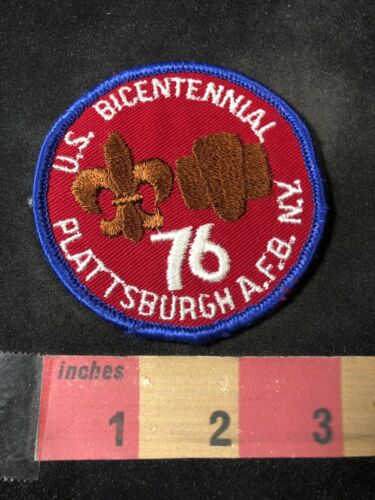 U.S. BICENTENNIAL
76
PLATTSBURGH A.F.B. N.Y.
inches
1 2 3